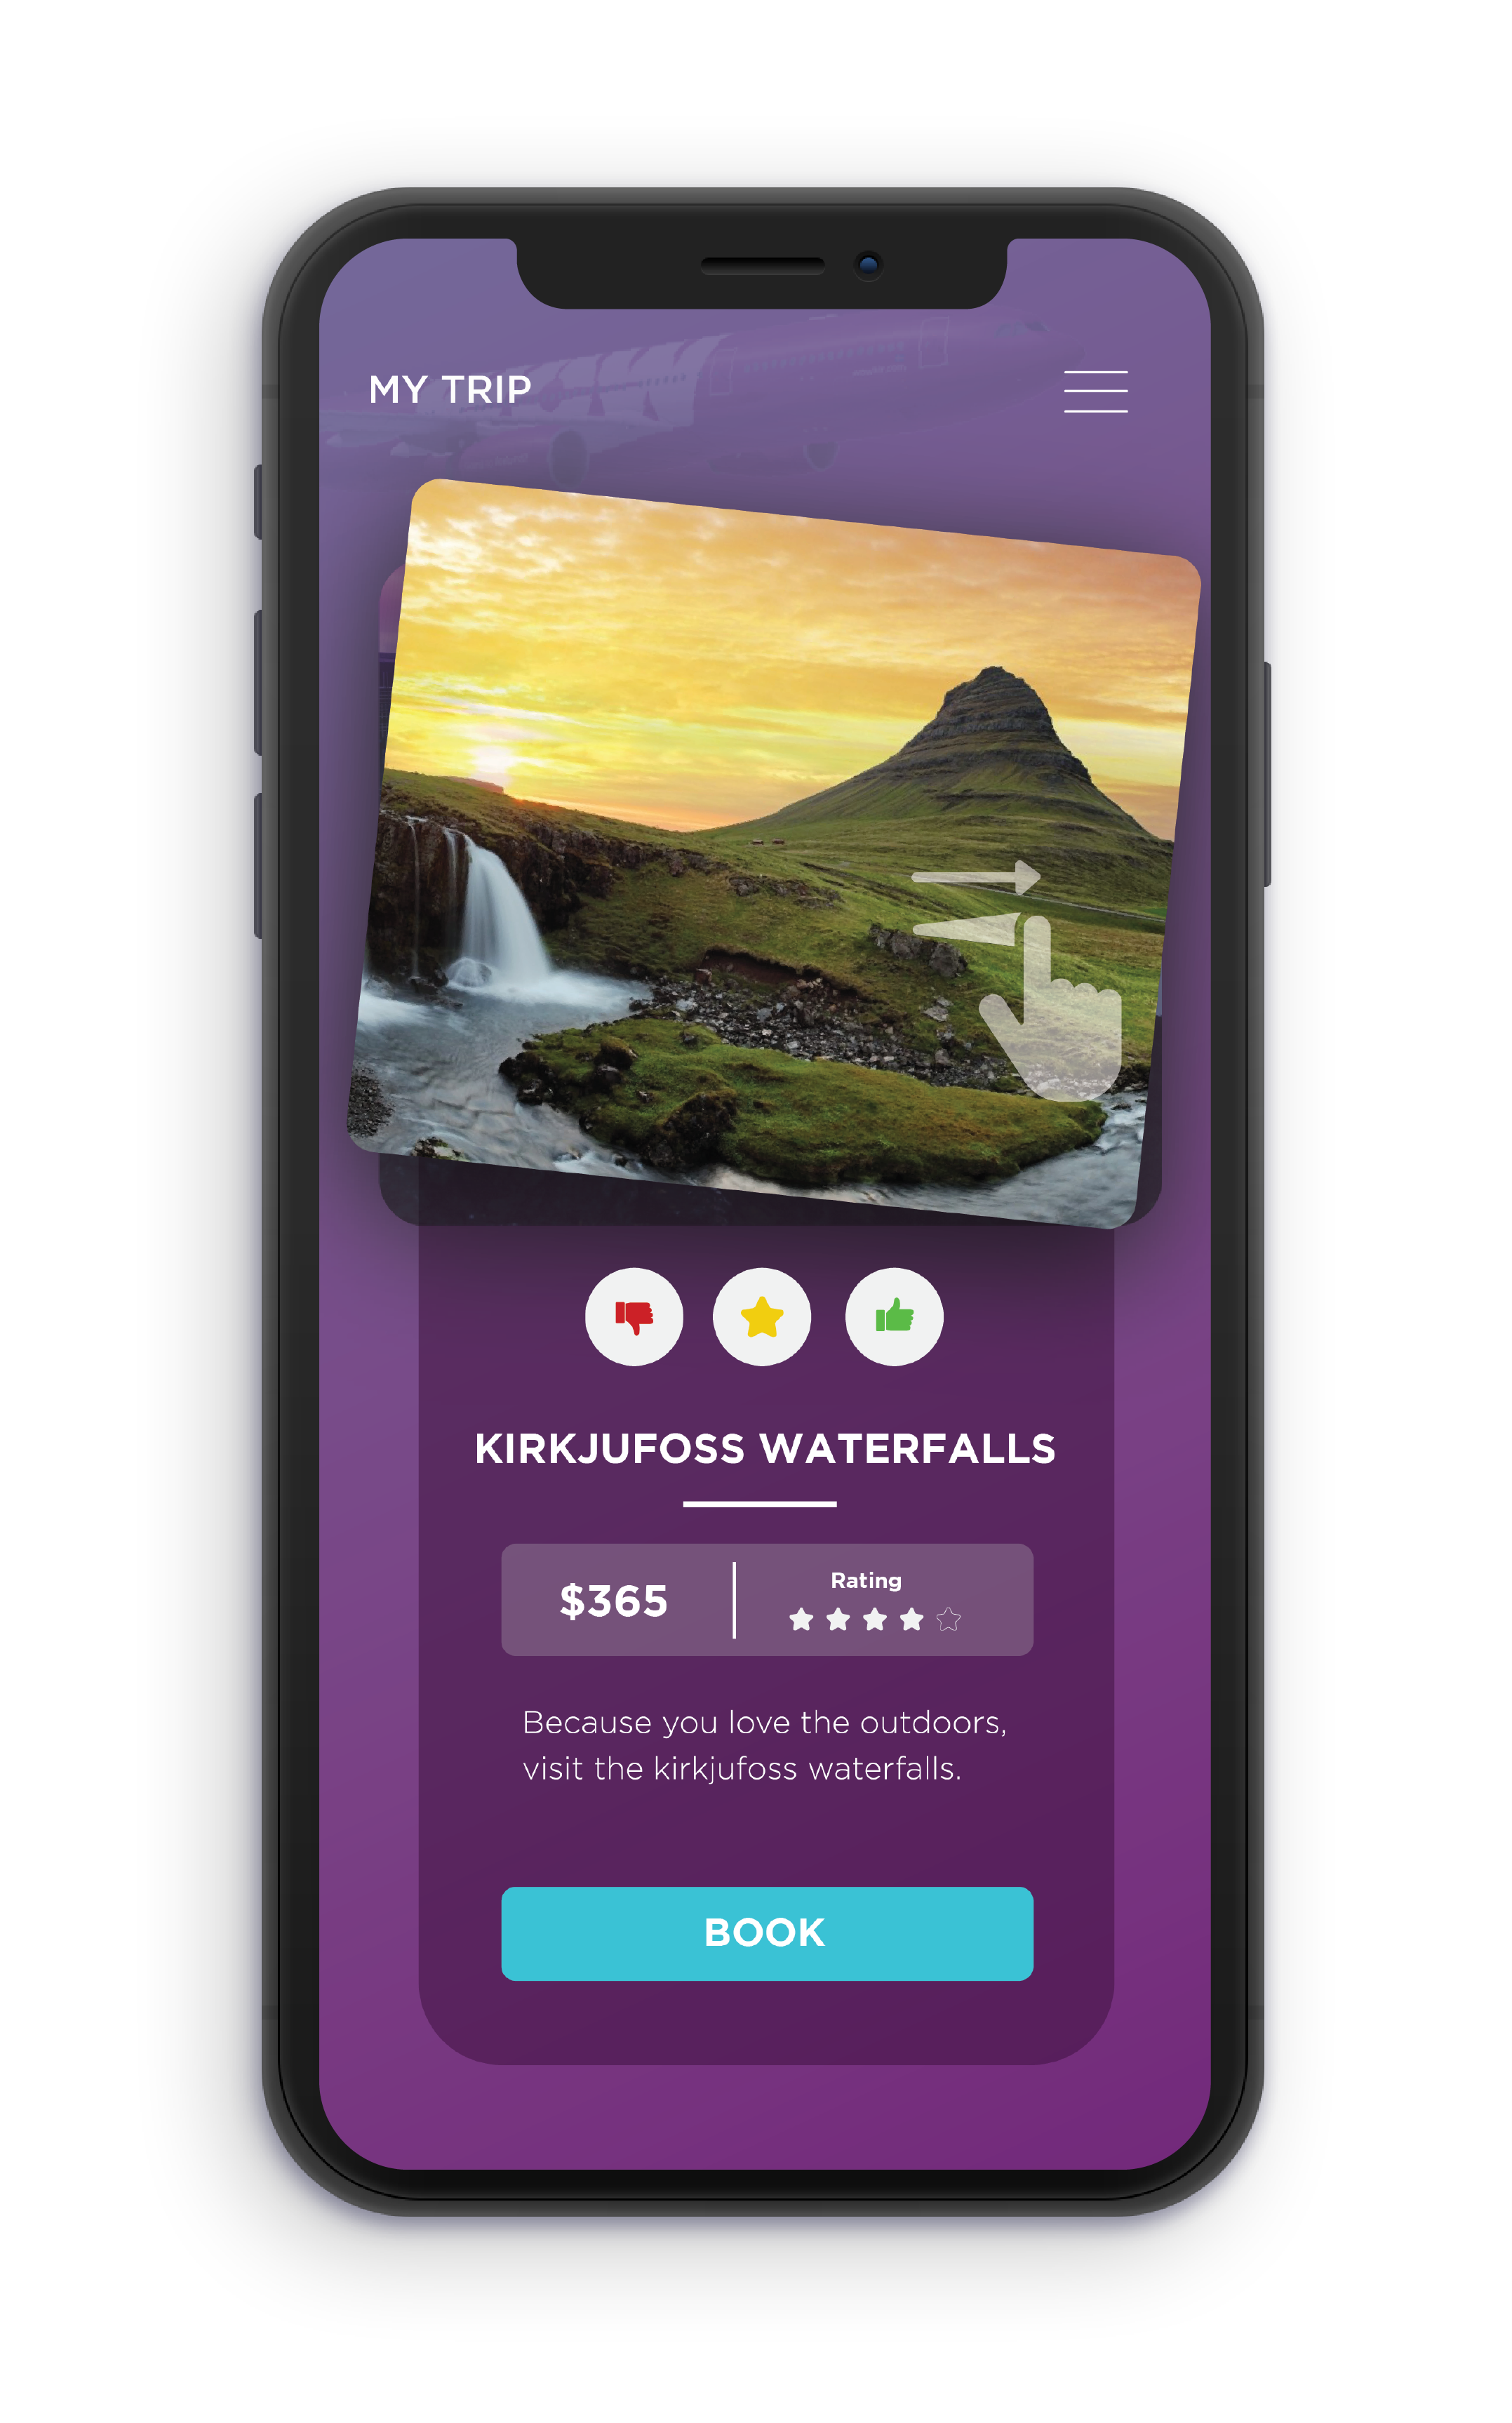 MY TRIP
KIRKJUFOSS WATERFALLS
$365
Rating
Because you love the outdoors,
visit the kirkjufoss waterfalls.
BOOK